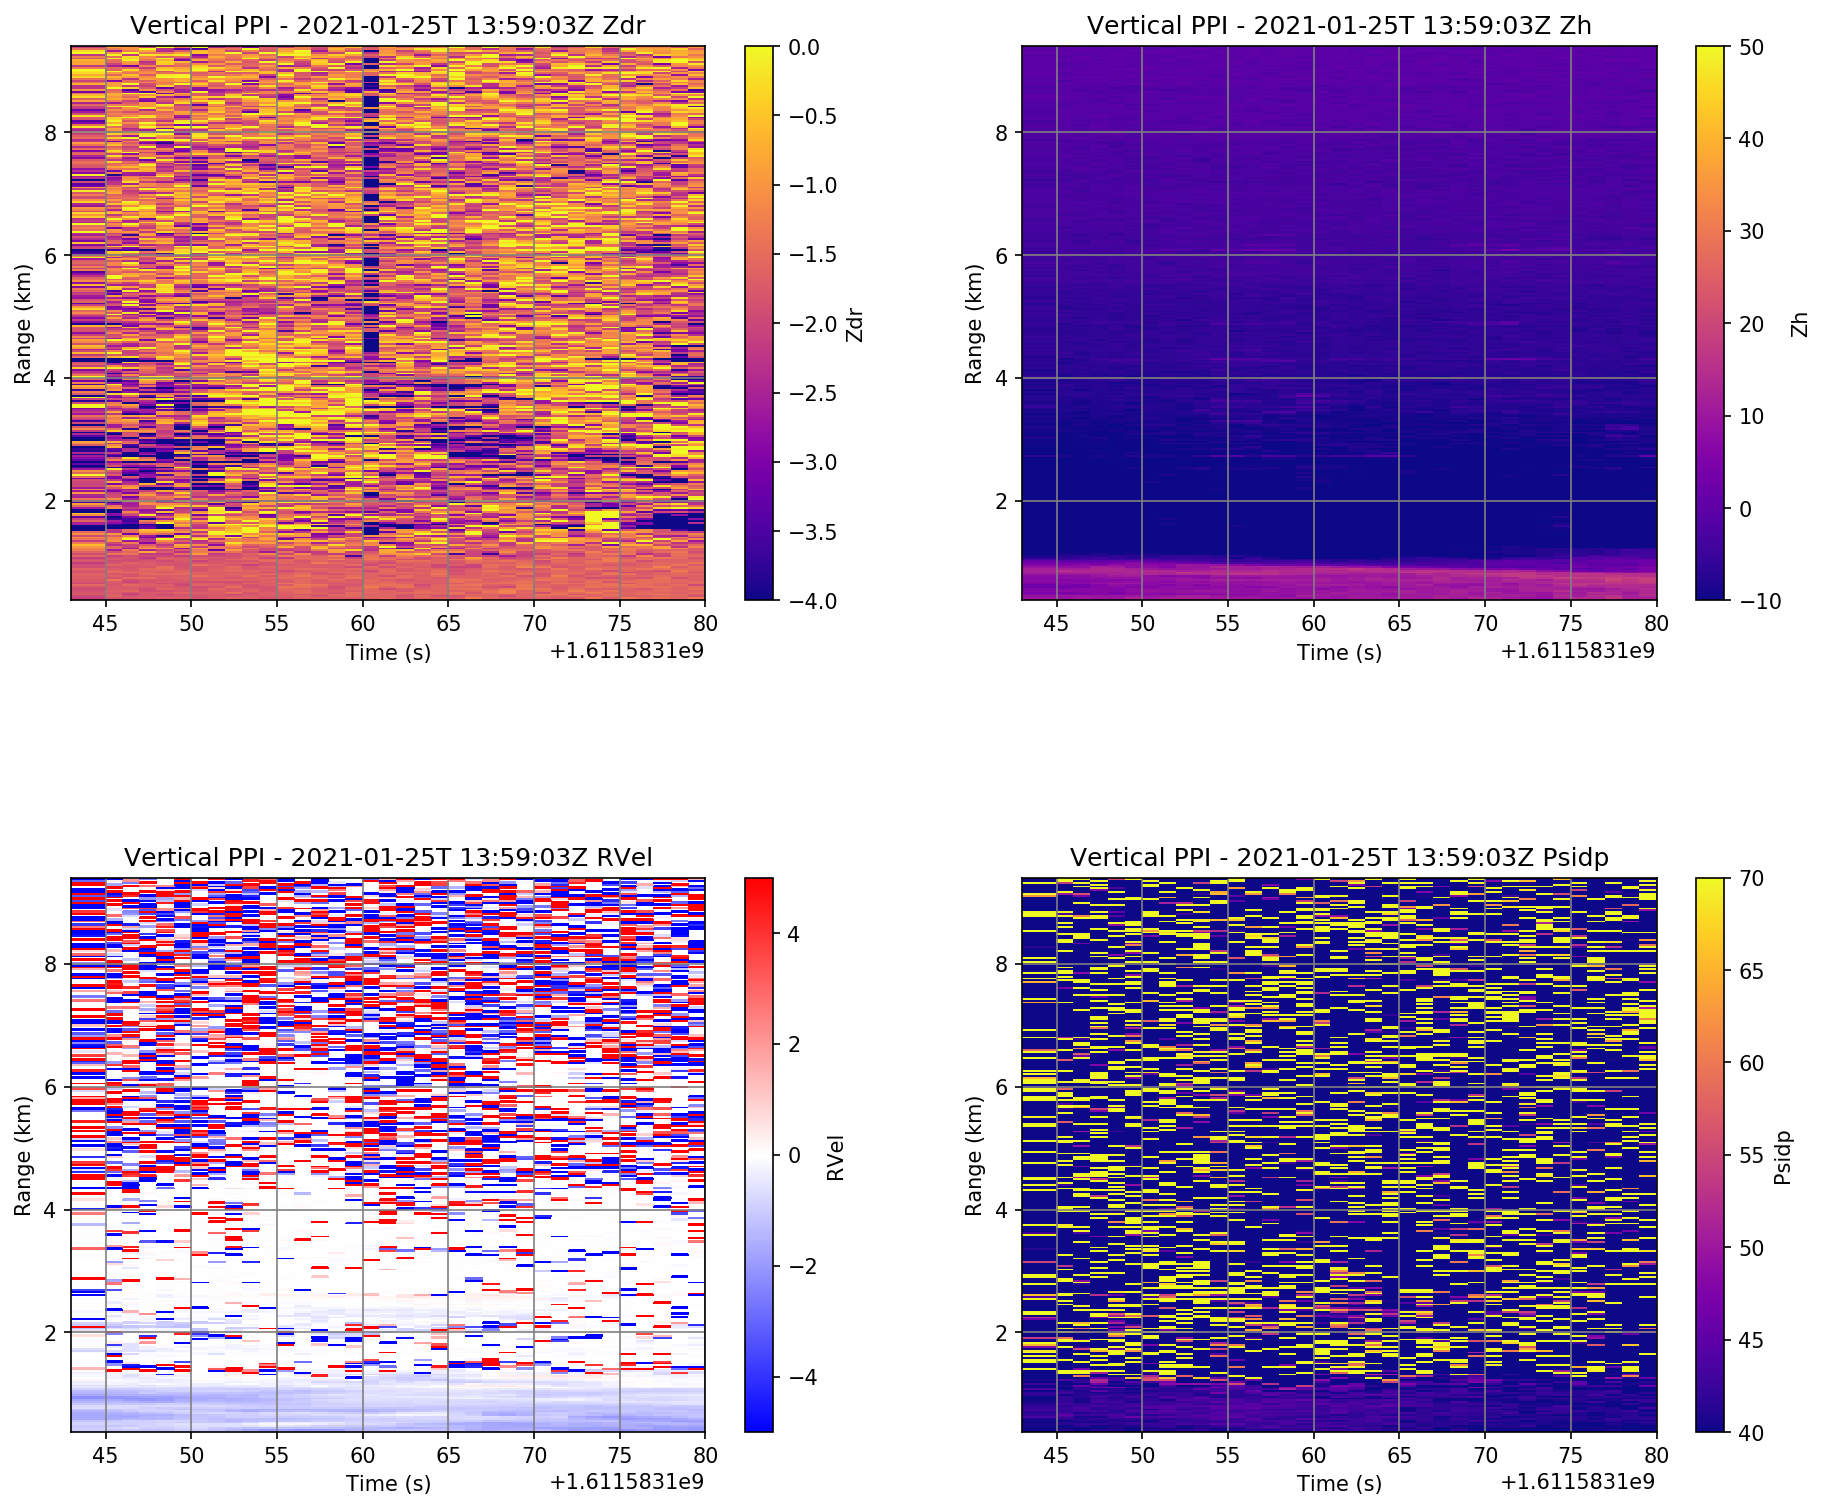 Vertical PPI - 2021-01-25T 13:59:03Z Zdr
Range (km)
8
6
4
2
45 50 55 60 65 70 75 80
Time (s)
+1.6115831e9
0.0
−0.5
−1.0
−1.5
−2.0
−2.5
−3.0
−3.5
−4.0
Zdr
Vertical PPI - 2021-01-25T 13:59:03Z Zh
Range (km)
8
6
4
2
45 50 55 60 65 70 75 80
Time (s)
+1.6115831e9
50
40
30
20
10
0
−10
Zh
Vertical PPI - 2021-01-25T 13:59:03Z RVel
Range (km)
8
6
4
2
45 50 55 60 65 70 75 80
Time (s)
+1.6115831e9
4
2
0
−2
−4
RVel
Vertical PPI - 2021-01-25T 13:59:03Z Psidp
Range (km)
8
6
4
2
45 50 55 60 65 70 75 80
Time (s)
+1.6115831e9
70
65
60
55
50
45
40
Psidp